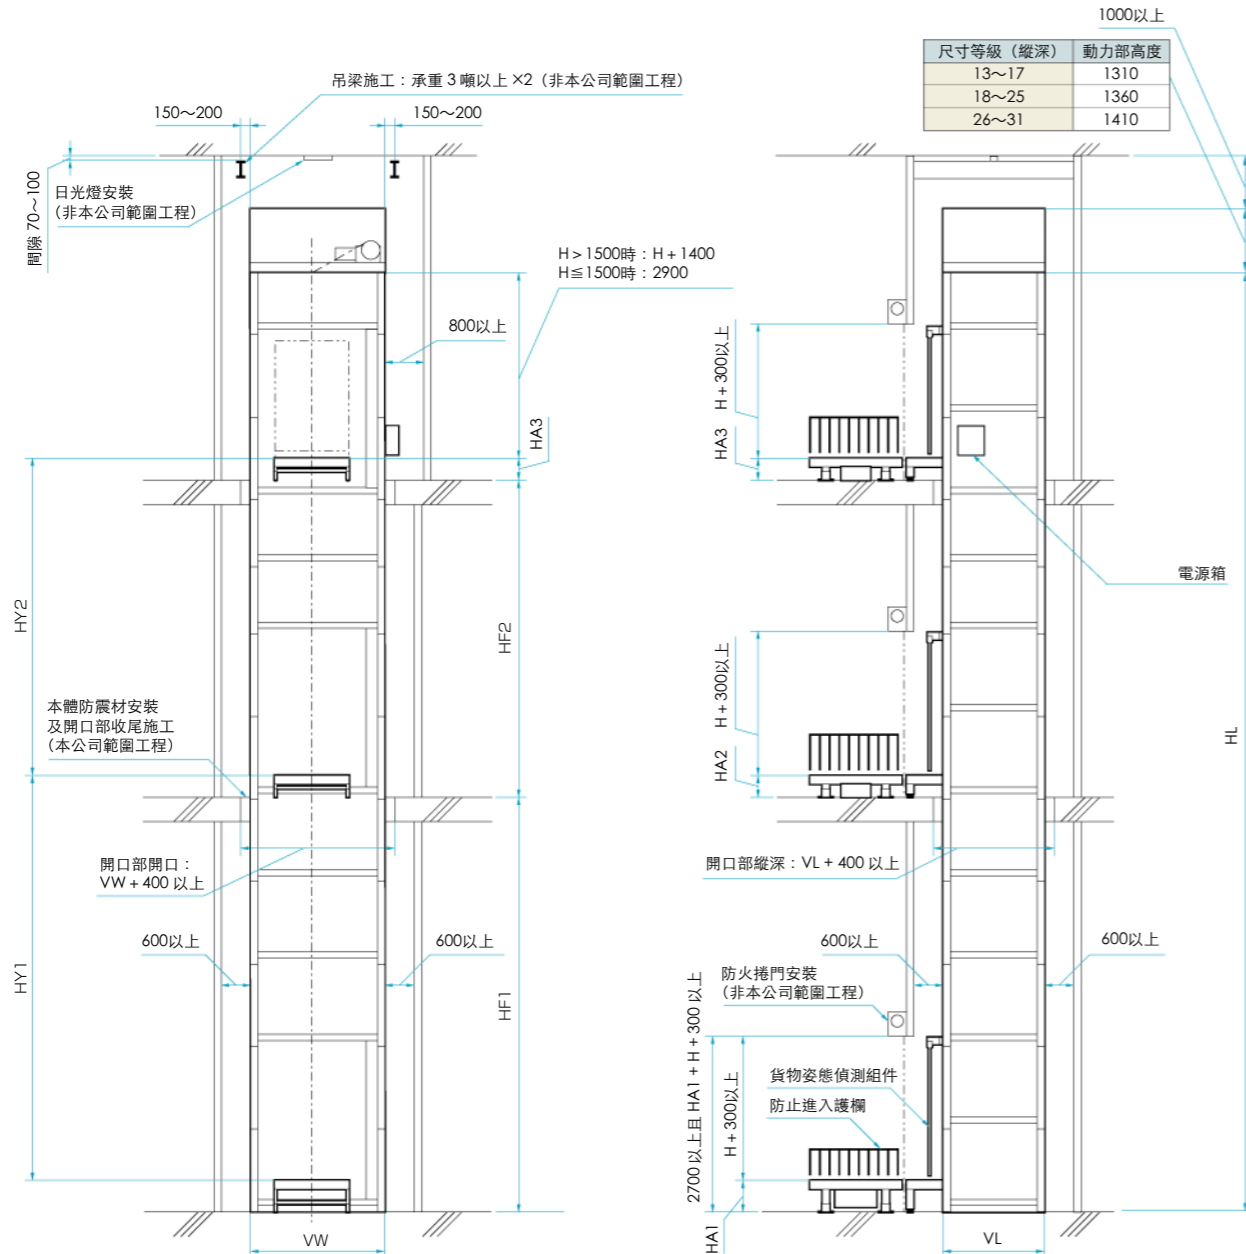 1000以上
尺寸等級（縱深） 動力部高度
13～17 1310
18～25 1360
26～31 1410
吊梁施工：承重 3 噸以上 ×2（非本公司範圍工程）
150～200
150～200
間隙 70～100
日光燈安裝
（非本公司範圍工程）
H＞1500時：H + 1400
H≦1500時：2900
800以上
HA3
H + 300以上
HA3
電源箱
HY2
HF2
H + 300以上
HA2
HL
本體防震材安裝
及開口部收尾施工
（本公司範圍工程）
開口部開口：
VW + 400 以上
開口部縱深：VL + 400 以上
600以上
600以上
600以上
600以上
HY1
HF1
防火捲門安裝
（非本公司範圍工程）
2700 以上且 HA1 + H + 300 以上
H + 300以上
貨物姿態偵測組件
防止進入護欄
HA1
VW
VL